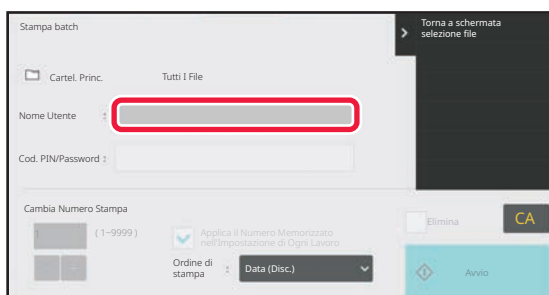 Stampa batch
Torna a schermata
selezione file
Cartel. Princ. Tutti I File
Nome Utente :
Cod. PIN/Password :
Cambia Numero Stampa
1 (1~9999)
Applica il Numero Memorizzato
nell'impostazione di Ogni Lavoro
Ordine di
stampa : Data (Disc.)
Elimina CA
Avvio